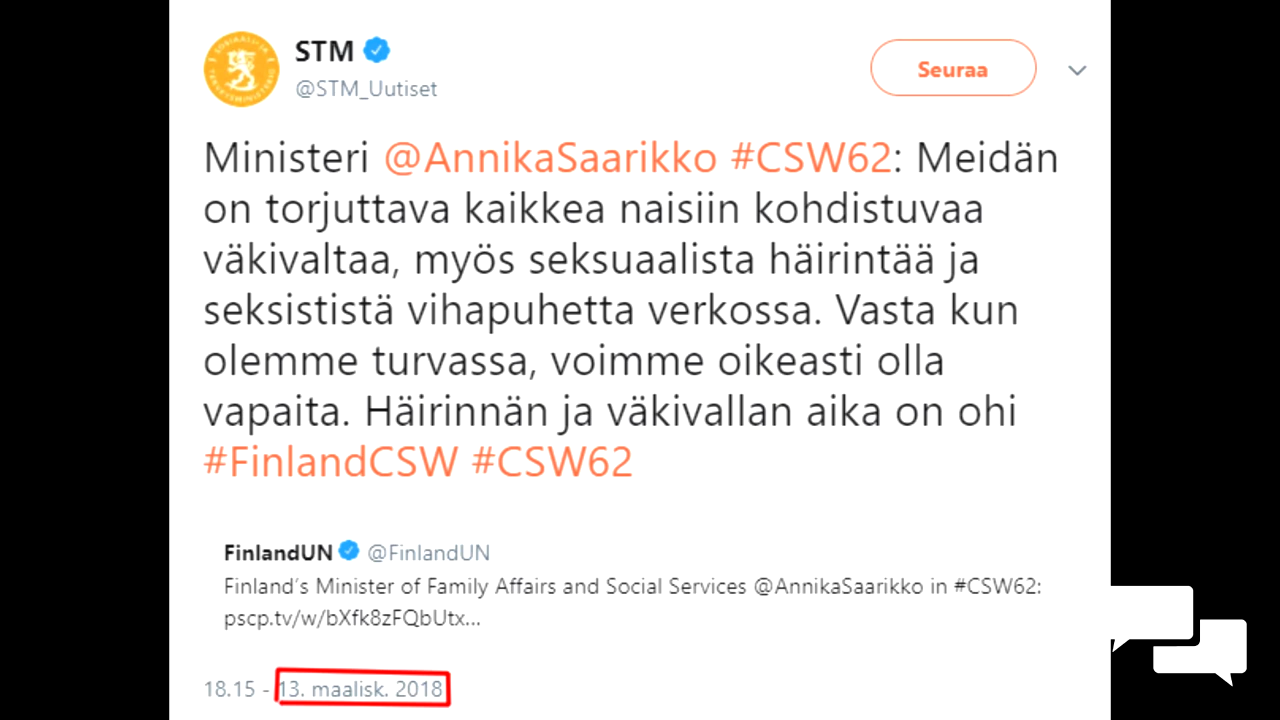 STM
@STM_Uutiset
Seuraa
Ministeri @AnnikaSaarikko #CSW62: Meidän
on torjuttava kaikkea naisiin kohdistuvaa
väkivaltaa, myös seksuaalista häirintää ja
seksististä vihapuhetta verkossa. Vasta kun
olemme turvassa, voimme oikeasti olla
vapaita. Häirinnän ja väkivallan aika on ohi
#FinlandCSW #CSW62
FinlandUN @FinlandUN
Finland's Minister of Family Affairs and Social Services @AnnikaSaarikko in #CSW62:
pscp.tv/w/bXfk8zFQbUtx...
18.15 - 13. maalisk. 2018